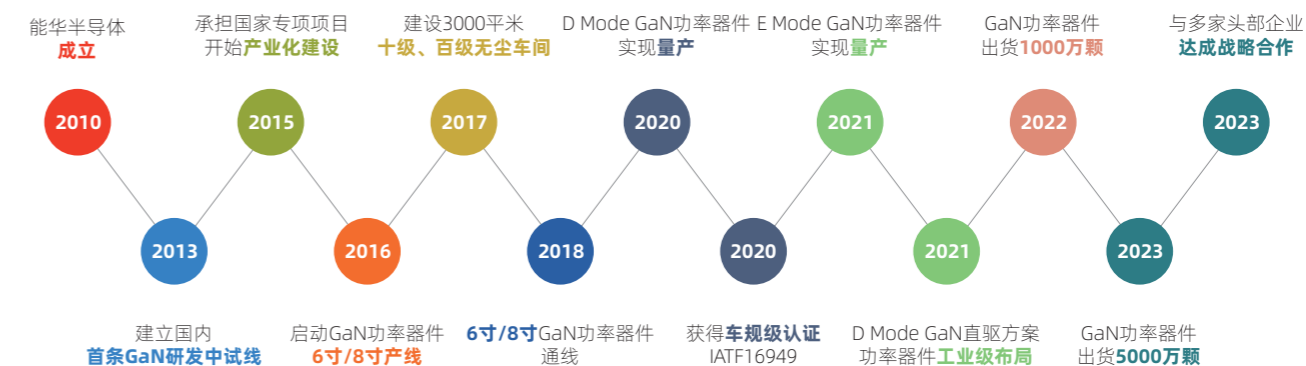 能华半导体
成立
承担国家专项项目
开始产业化建设
建设3000平米
十级、百级无尘车间
D Mode GaN功率器件
实现量产
E Mode GaN功率器件
实现量产
GaN功率器件
出货1000万颗
与多家头部企业
达成战略合作
2010
2015
2017
2020
2021
2022
2023
2013
2016
2018
2020
2021
2023
建立国内
首条GaN研发中试线
启动GaN功率器件
6寸/8寸产线
6寸/8寸GaN功率器件
通线
获得车规级认证
IATF16949
D Mode GaN直驱方案
功率器件工业级布局
GaN功率器件
出货5000万颗